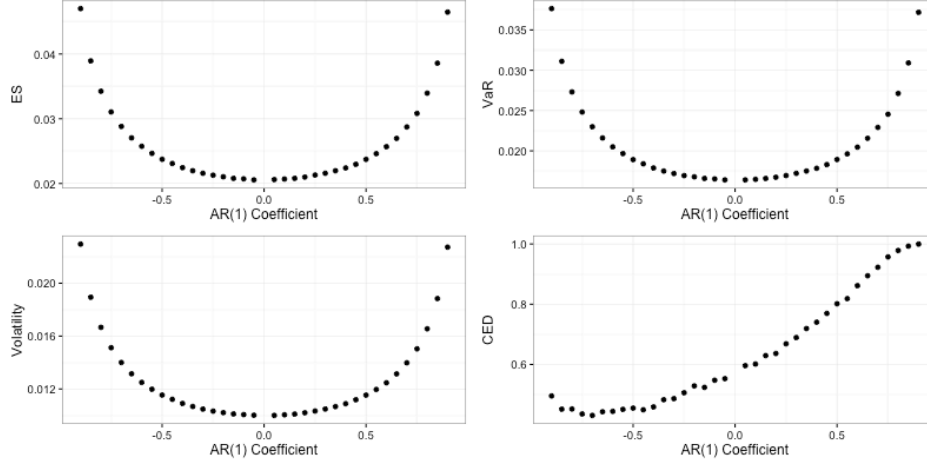 ES
0.04
0.03
0.02
-0.5 0.0 0.5
AR(1) Coefficient
VaR
0.035
0.030
0.025
0.020
-0.5 0.0 0.5
AR(1) Coefficient
Volatility
0.020
0.016
0.012
-0.5 0.0 0.5
AR(1) Coefficient
CED
1.0
0.8
0.6
-0.5 0.0 0.5
AR(1) Coefficient